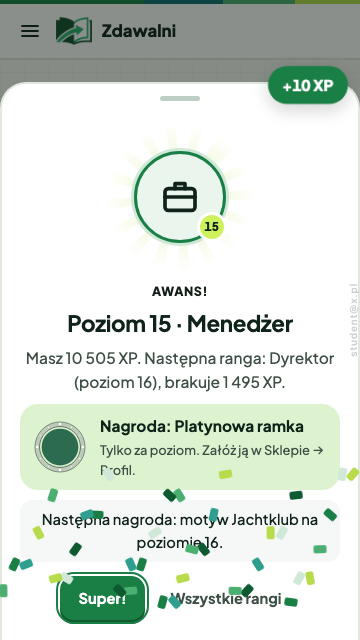 Zdawalni
+10 XP
15
AWANS!
Poziom 15 · Menedżer
Masz 10 505 XP. Następna ranga: Dyrektor
(poziom 16), brakuje 1 495 XP.
Nagroda: Platynowa ramka
Tylko za poziom. Załóż ją w Sklepie →
Profil.
Następna nagroda: motyw Jachtklub na
poziomie 16.
Super! Wszystkie rangi
student@x.pl